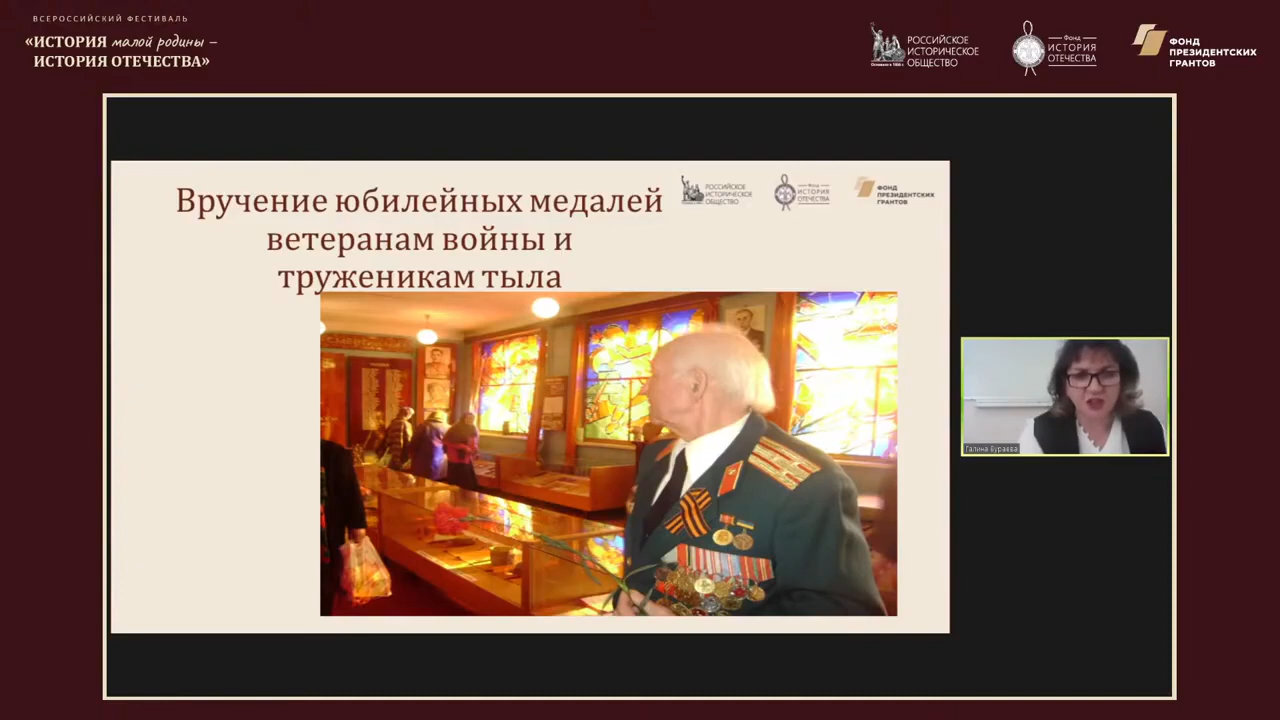 ВСЕРОССИЙСКИЙ ФЕСТИВАЛЬ
«ИСТОРИЯ малой родины –
ИСТОРИЯ ОТЕЧЕСТВА»
РОССИЙСКОЕ
ИСТОРИЧЕСКОЕ
ОБЩЕСТВО
Фонд
ИСТОРИЯ
ОТЕЧЕСТВА
ФОНД
ПРЕЗИДЕНТСКИХ
ГРАНТОВ
Вручение юбилейных медалей
ветеранам войны и
труженикам тыла
РОССИЙСКОЕ
ИСТОРИЧЕСКОЕ
ОБЩЕСТВО
Фонд
ИСТОРИЯ
ОТЕЧЕСТВА
ФОНД
ПРЕЗИДЕНТСКИХ
ГРАНТОВ
Галина Бураева